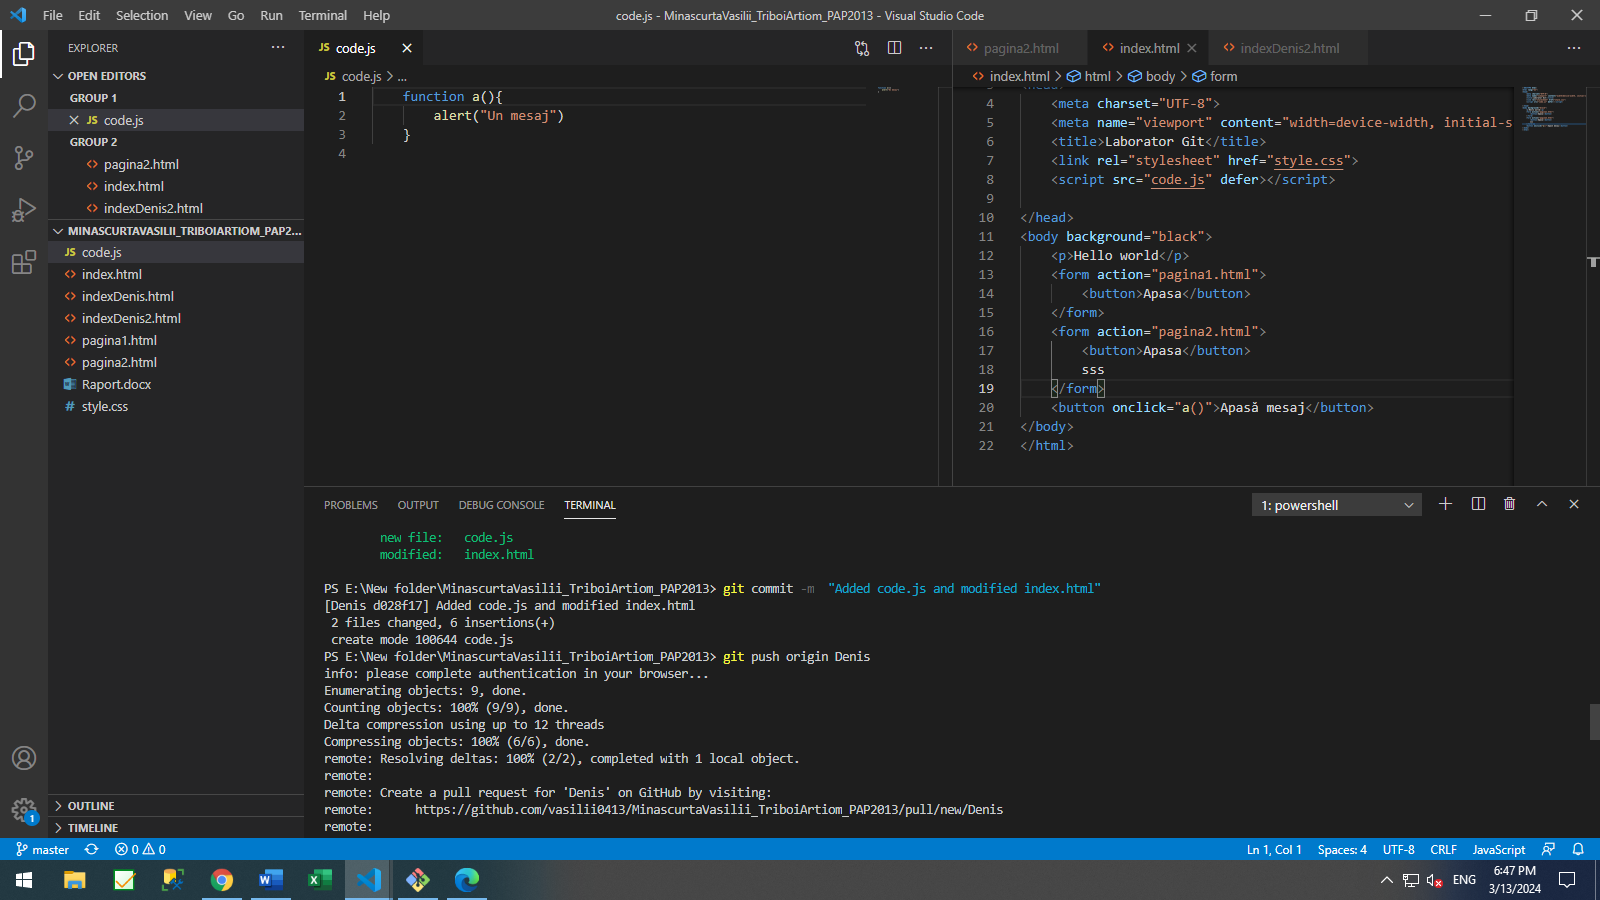 File Edit Selection View Go Run Terminal Help
code.js - MinascurtaVasilii_TriboiArtiom_PAP2013 - Visual Studio Code
EXPLORER
OPEN EDITORS
GROUP 1
JS code.js
GROUP 2
<> pagina2.html
<> index.html
<> indexDenis2.html
MINASCURTAVASILII_TRIBOIARTIOM_PAP2...
JS code.js
<> index.html
<> indexDenis.html
<> indexDenis2.html
<> pagina1.html
<> pagina2.html
Raport.docx
# style.css
OUTLINE
TIMELINE
JS code.js
JS code.js > ...
1 function a(){
2 alert("Un mesaj")
3 }
4
<> pagina2.html <> index.html <> indexDenis2.html
<> index.html > html > body > form
3 <head>
4 <meta charset="UTF-8">
5 <meta name="viewport" content="width=device-width, initial-s
6 <title>Laborator Git</title>
7 <link rel="stylesheet" href="style.css">
8 <script src="code.js" defer></script>
9
10 </head>
11 <body background="black">
12 <p>Hello world</p>
13 <form action="pagina1.html">
14 <button>Apasa</button>
15 </form>
16 <form action="pagina2.html">
17 <button>Apasa</button>
18 sss
19 </form>
20 <button onclick="a()">Apasă mesaj</button>
21 </body>
22 </html>
PROBLEMS OUTPUT DEBUG CONSOLE TERMINAL
1: powershell
new file: code.js
modified: index.html
PS E:\New folder\MinascurtaVasilii_TriboiArtiom_PAP2013> git commit -m "Added code.js and modified index.html"
[Denis d028f17] Added code.js and modified index.html
2 files changed, 6 insertions(+)
create mode 100644 code.js
PS E:\New folder\MinascurtaVasilii_TriboiArtiom_PAP2013> git push origin Denis
info: please complete authentication in your browser...
Enumerating objects: 9, done.
Counting objects: 100% (9/9), done.
Delta compression using up to 12 threads
Compressing objects: 100% (6/6), done.
remote: Resolving deltas: 100% (2/2), completed with 1 local object.
remote:
remote: Create a pull request for 'Denis' on GitHub by visiting:
remote: https://github.com/vasilii0413/MinascurtaVasilii_TriboiArtiom_PAP2013/pull/new/Denis
remote:
1
master 0 0
Ln 1, Col 1 Spaces: 4 UTF-8 CRLF JavaScript
ENG
6:47 PM
3/13/2024